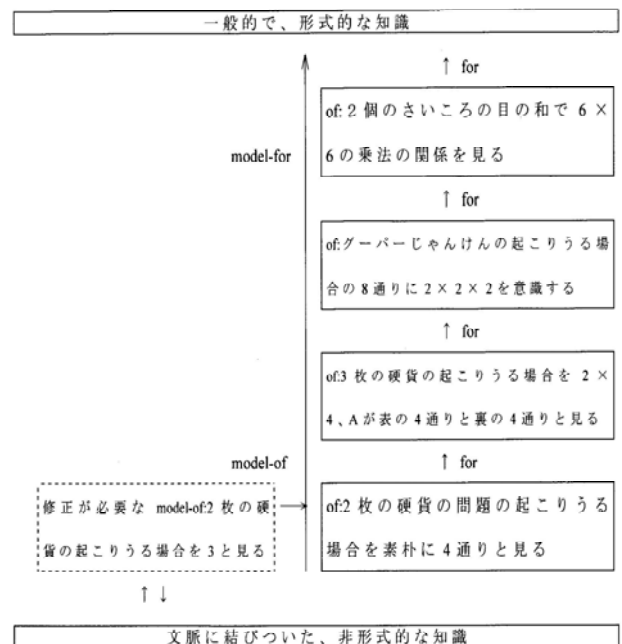 一般的で、形式的な知識
↑ for
of:2個のさいころの目の和で6×
6の乗法の関係を見る
model-for
↑ for
of:グーパーじゃんけんの起こりうる場
合の8通りに2×2×2を意識する
↑ for
of:3枚の硬貨の起こりうる場合を2×
4、Aが表の4通りと裏の4通りと見る
model-of
↑ for
修正が必要な model-of:2枚の硬
貨の起こりうる場合を3と見る
of:2枚の硬貨の問題の起こりうる
場合を素朴に4通りと見る
↑↓
文脈に結びついた、非形式的な知識